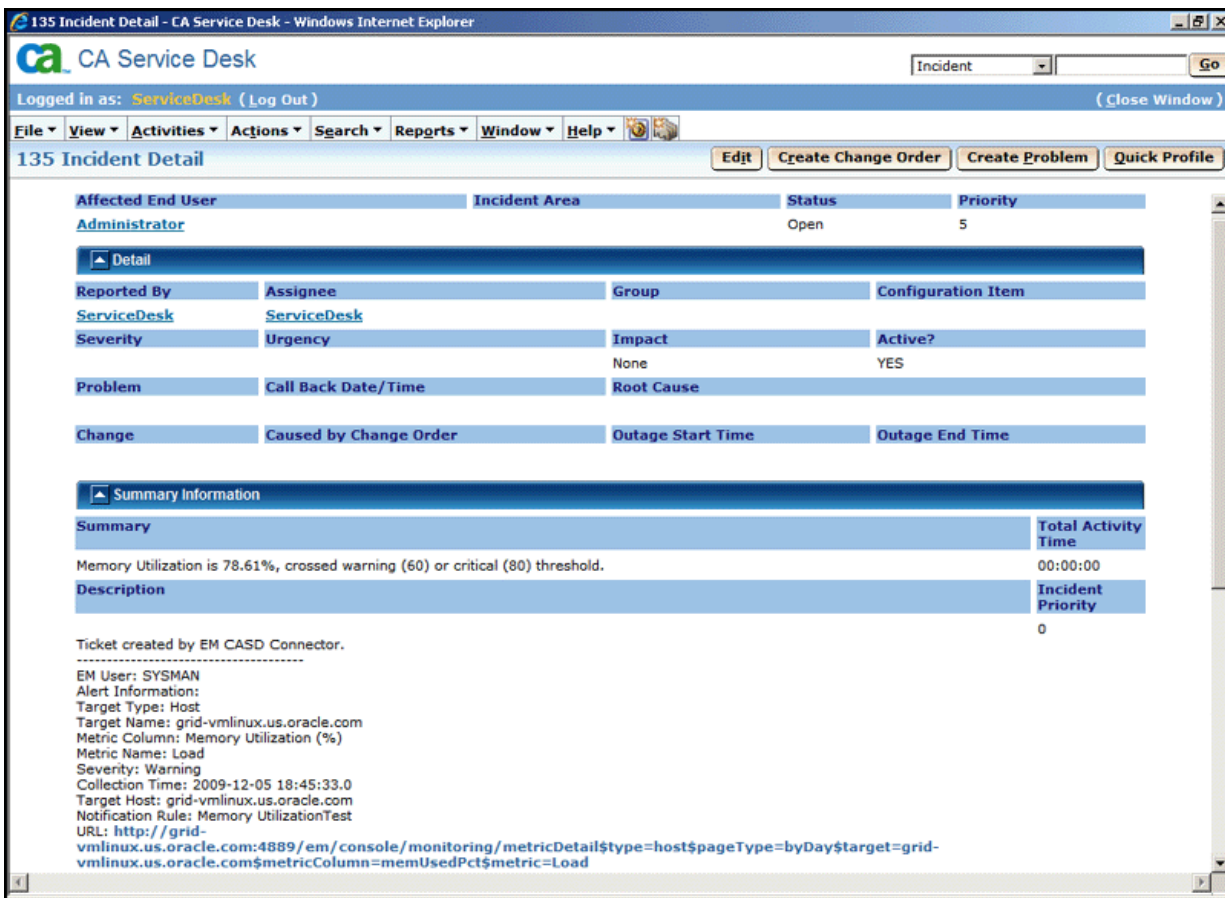 135 Incident Detail - CA Service Desk - Windows Internet Explorer
ca CA Service Desk
Incident Go
Logged in as: ServiceDesk ( Log Out ) ( Close Window )
File View Activities Actions Search Reports Window Help
135 Incident Detail Edit Create Change Order Create Problem Quick Profile
Affected End User Incident Area Status Priority
Administrator Open 5
Detail
Reported By Assignee Group Configuration Item
ServiceDesk ServiceDesk
Severity Urgency Impact Active?
None YES
Problem Call Back Date/Time Root Cause
Change Caused by Change Order Outage Start Time Outage End Time
Summary Information
Summary Total Activity
Time
Memory Utilization is 78.61%, crossed warning (60) or critical (80) threshold. 00:00:00
Description Incident
Priority
0
Ticket created by EM CASD Connector.
--------------------------------------
EM User: SYSMAN
Alert Information:
Target Type: Host
Target Name: grid-vmlinux.us.oracle.com
Metric Column: Memory Utilization (%)
Metric Name: Load
Severity: Warning
Collection Time: 2009-12-05 18:45:33.0
Target Host: grid-vmlinux.us.oracle.com
Notification Rule: Memory UtilizationTest
URL: http://grid-
vmlinux.us.oracle.com:4889/em/console/monitoring/metricDetail$type=host$pageType=byDay$target=grid-
vmlinux.us.oracle.com$metricColumn=memUsedPct$metric=Load